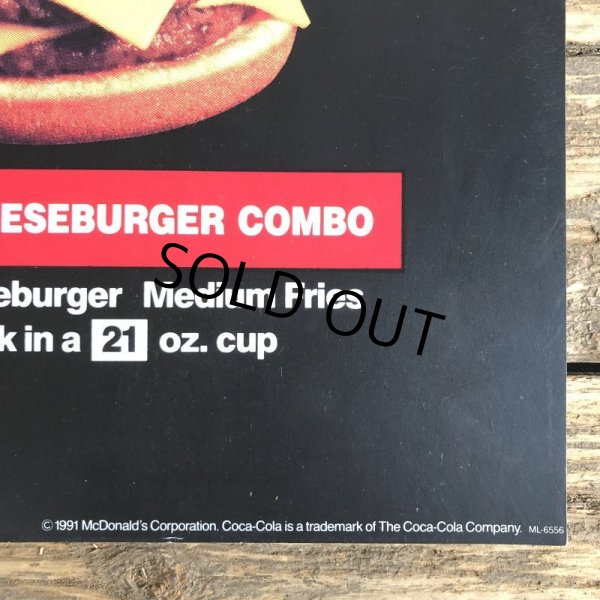 ESEBURGER COMBO
eburger Medium Fries
k in a 21 oz. cup
SOLD OUT
© 1991 McDonald's Corporation. Coca-Cola is a trademark of The Coca-Cola Company. ML-6556